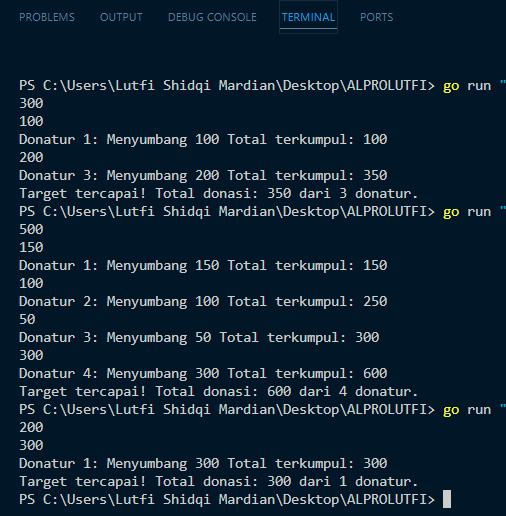 PROBLEMS OUTPUT DEBUG CONSOLE TERMINAL PORTS
PS C:\Users\Lutfi Shidqi Mardian\Desktop\ALPROLUTFI> go run "
300
100
Donatur 1: Menyumbang 100 Total terkumpul: 100
200
Donatur 3: Menyumbang 200 Total terkumpul: 350
Target tercapai! Total donasi: 350 dari 3 donatur.
PS C:\Users\Lutfi Shidqi Mardian\Desktop\ALPROLUTFI> go run "
500
150
Donatur 1: Menyumbang 150 Total terkumpul: 150
100
Donatur 2: Menyumbang 100 Total terkumpul: 250
50
Donatur 3: Menyumbang 50 Total terkumpul: 300
300
Donatur 4: Menyumbang 300 Total terkumpul: 600
Target tercapai! Total donasi: 600 dari 4 donatur.
PS C:\Users\Lutfi Shidqi Mardian\Desktop\ALPROLUTFI> go run "
200
300
Donatur 1: Menyumbang 300 Total terkumpul: 300
Target tercapai! Total donasi: 300 dari 1 donatur.
PS C:\Users\Lutfi Shidqi Mardian\Desktop\ALPROLUTFI>